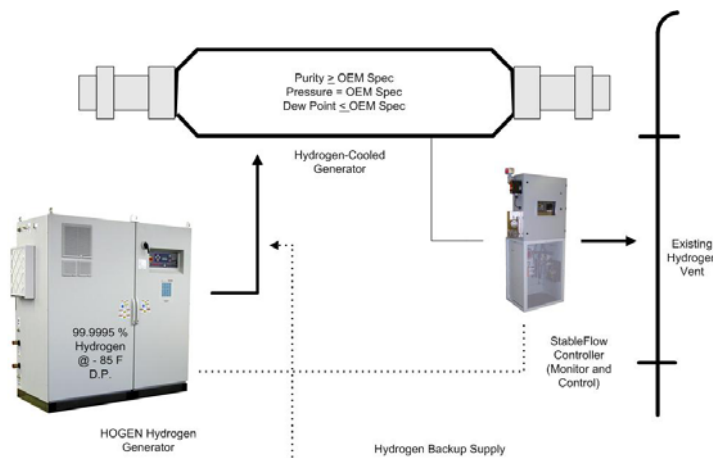 Purity ≥ OEM Spec
Pressure = OEM Spec
Dew Point ≤ OEM Spec
Hydrogen-Cooled
Generator
Existing
Hydrogen
Vent
99.9995 %
Hydrogen
@ - 85 F
D.P.
StableFlow
Controller
(Monitor and
Control)
HOGEN Hydrogen
Generator
Hydrogen Backup Supply